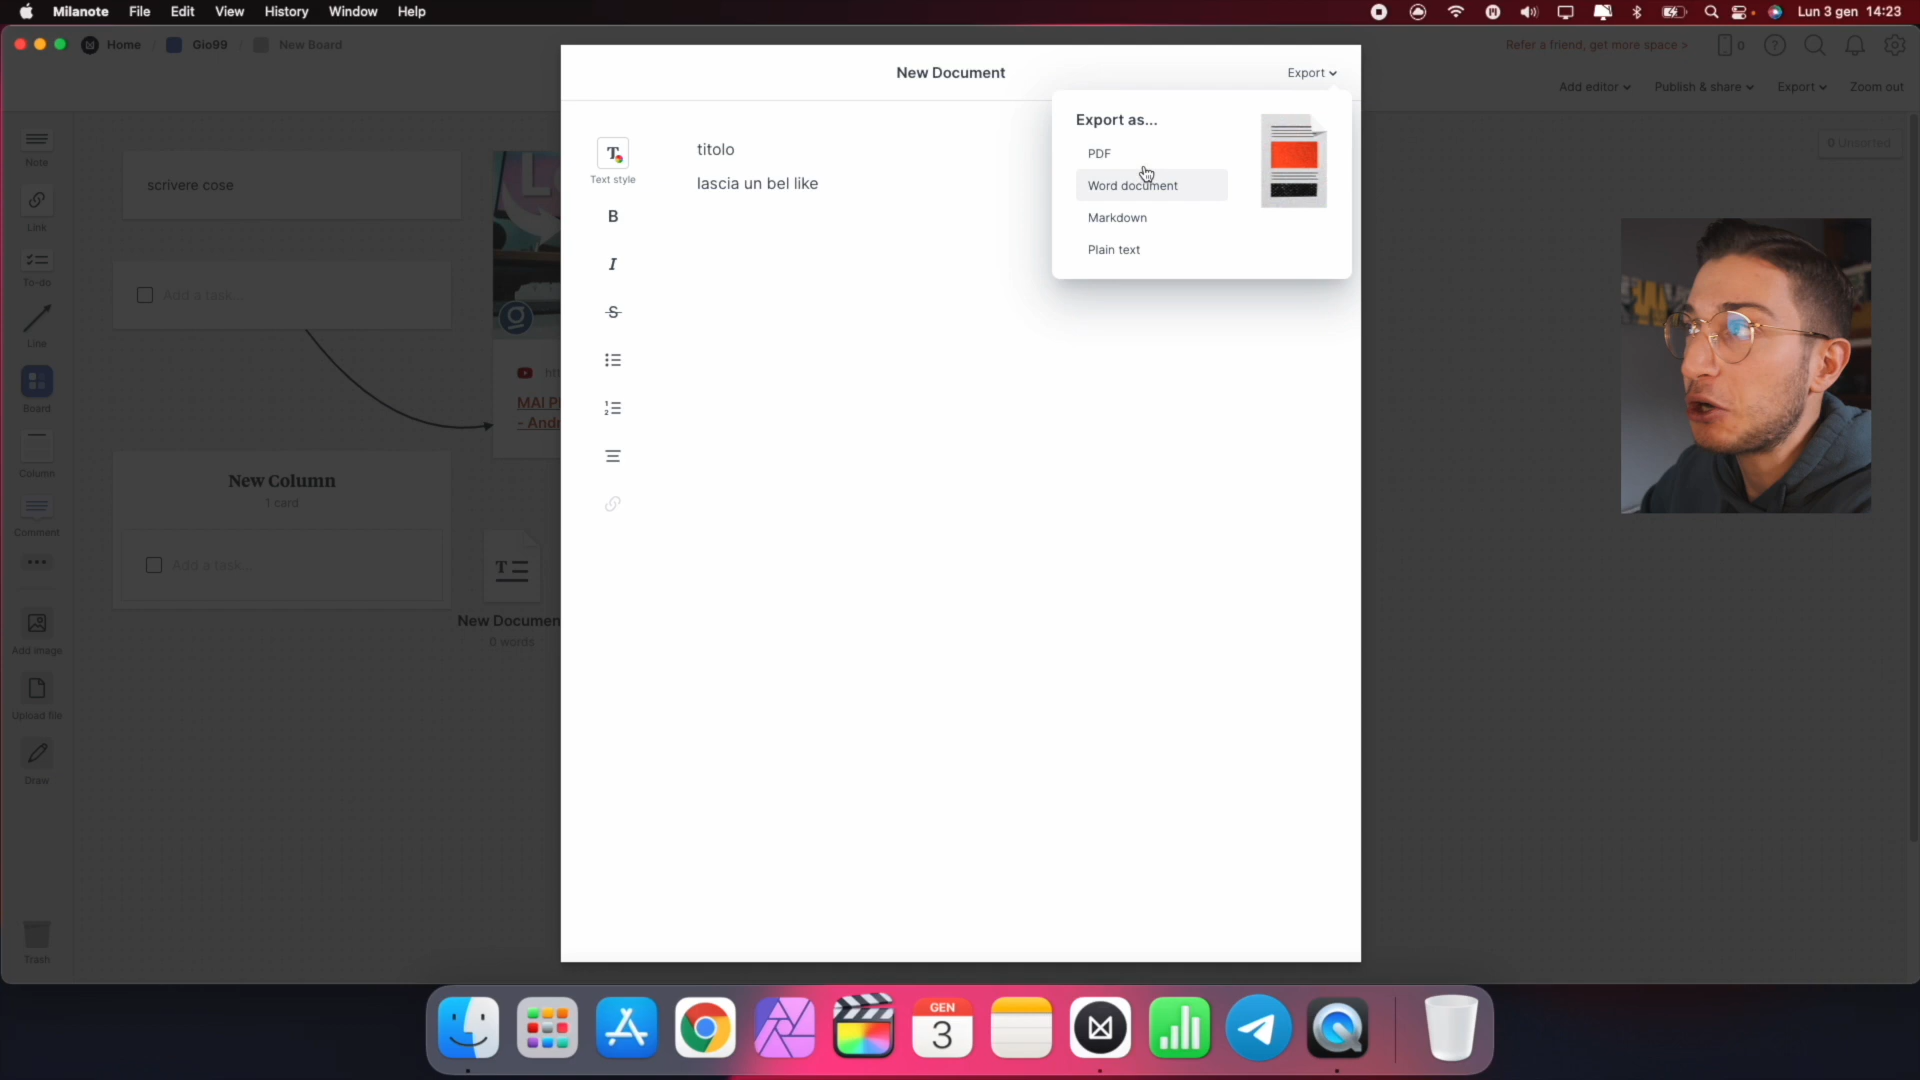 Milanote File Edit View History Window Help
Lun 3 gen 14:23
Home / Gio99 / New Board
Refer a friend, get more space >
0
?
Add editor
Publish & share
Export
Zoom out
0 Unsorted
New Document
Export
Export as...
PDF
Word document
Markdown
Plain text
T
Text style
B
I
S
titolo
lascia un bel like
Note
Link
To-do
Line
Board
Column
Comment
Add image
Upload file
Draw
Trash
scrivere cose
Add a task...
MAI
- Andr
New Column
1 card
Add a task...
T
New Documen
0 words
GEN
3